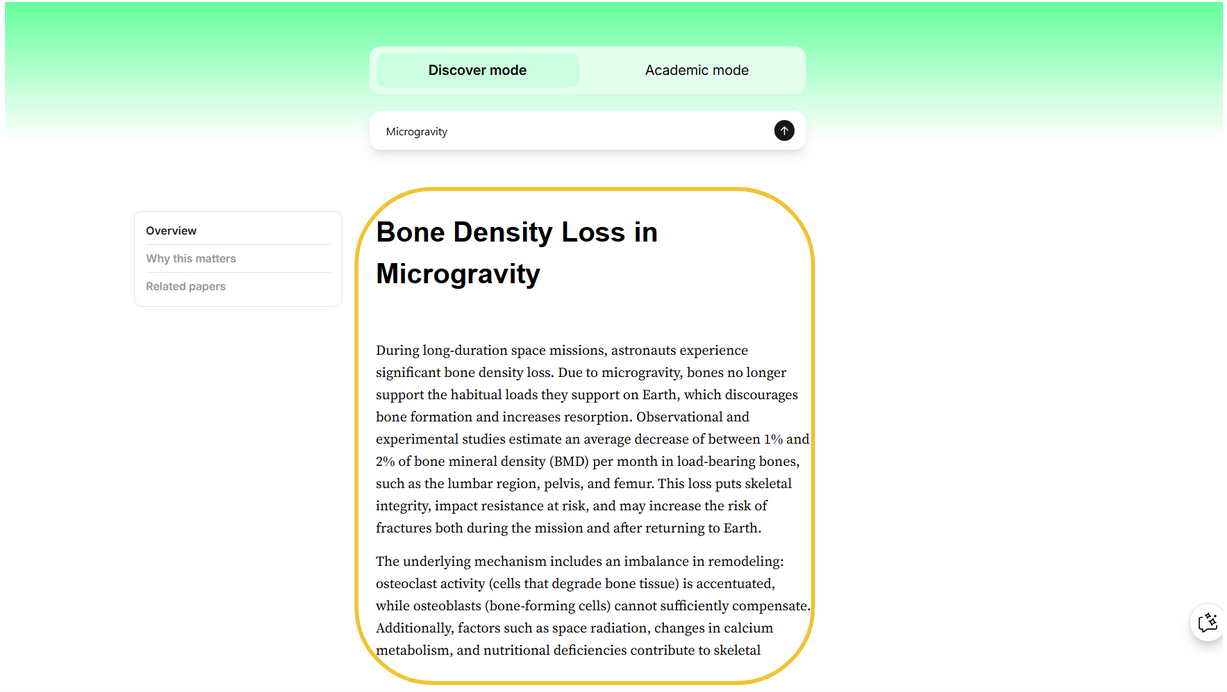 Discover mode
Academic mode
Microgravity
Overview
Why this matters
Related papers
Bone Density Loss in
Microgravity
During long-duration space missions, astronauts experience
significant bone density loss. Due to microgravity, bones no longer
support the habitual loads they support on Earth, which discourages
bone formation and increases resorption. Observational and
experimental studies estimate an average decrease of between 1% and
2% of bone mineral density (BMD) per month in load-bearing bones,
such as the lumbar region, pelvis, and femur. This loss puts skeletal
integrity, impact resistance at risk, and may increase the risk of
fractures both during the mission and after returning to Earth.
The underlying mechanism includes an imbalance in remodeling:
osteoclast activity (cells that degrade bone tissue) is accentuated,
while osteoblasts (bone-forming cells) cannot sufficiently compensate.
Additionally, factors such as space radiation, changes in calcium
metabolism, and nutritional deficiencies contribute to skeletal